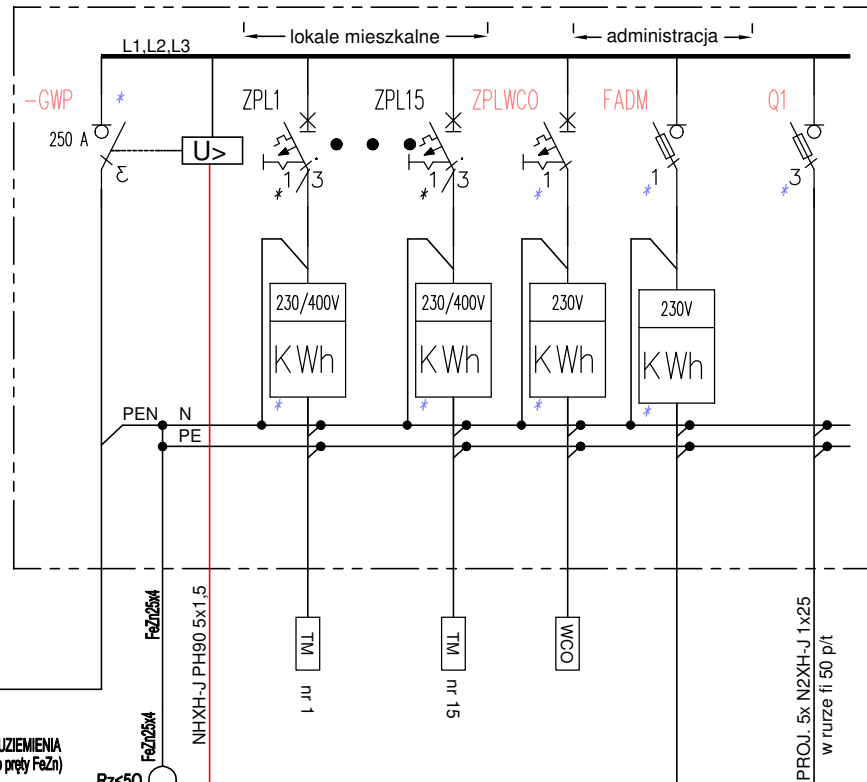 lokale mieszkalne
administracja
L1,L2,L3
-GWP
*
ZPL1
ZPL15
ZPLWCO
FADM
Q1
250 A
U>
1 3
1 3
1
1
3
*
*
*
*
*
230/400V
230/400V
230V
230V
KWh
KWh
KWh
KWh
*
*
*
*
PEN N
PE
FeZn25x4
FeZn25x4
NHXH-J PH90 5x1,5
TM
nr 1
TM
nr 15
WCO
PROJ. 5x N2XH-J 1x25
w rurze fi 50 p/t
UZIEMIENIA
pręty FeZn)